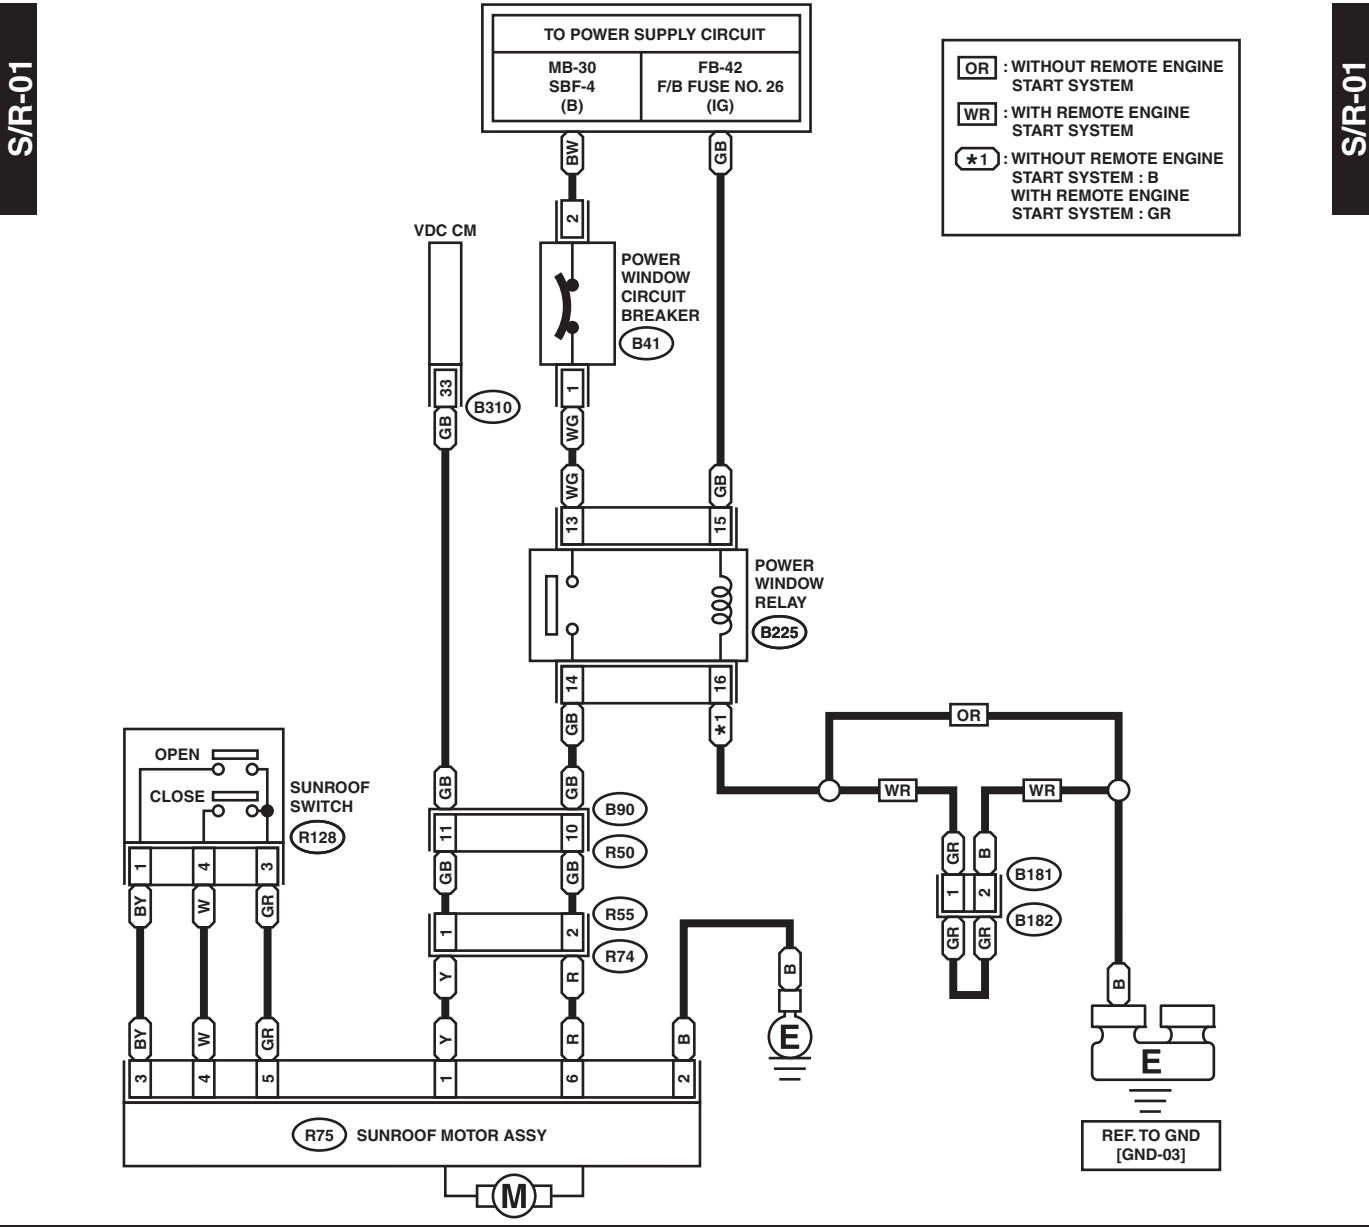 S/R-01
S/R-01
TO POWER SUPPLY CIRCUIT
MB-30
SBF-4
(B)
FB-42
F/B FUSE NO. 26
(IG)
OR : WITHOUT REMOTE ENGINE
START SYSTEM
WR : WITH REMOTE ENGINE
START SYSTEM
*1 : WITHOUT REMOTE ENGINE
START SYSTEM : B
WITH REMOTE ENGINE
START SYSTEM : GR
BW
GB
2
VDC CM
POWER
WINDOW
CIRCUIT
BREAKER
B41
33
B310
GB
1
WG
WG
GB
13
15
POWER
WINDOW
RELAY
B225
14
16
GB
*1
OR
WR
WR
OPEN
CLOSE
SUNROOF
SWITCH
R128
1
4
3
BY
W
GR
GB
GB
B90
11
10
R50
GB
GB
R55
1
2
R74
Y
R
GR
B
B181
1
2
B182
GR
GR
B
B
E
E
REF. TO GND
[GND-03]
BY
W
GR
Y
R
B
3
4
5
1
6
2
R75 SUNROOF MOTOR ASSY
M